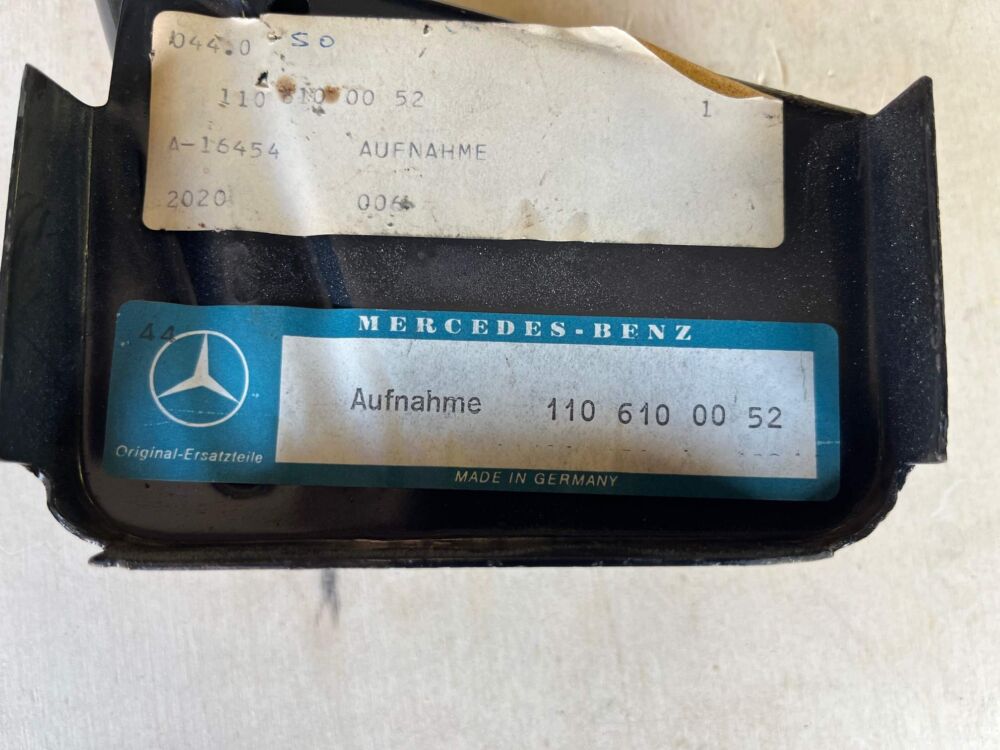 D44.0 SO
110 610 00 52 1
A-16454 AUFNAHME
2020 006
MERCEDES-BENZ
44
Aufnahme 110 610 00 52
Original-Ersatzteile
MADE IN GERMANY